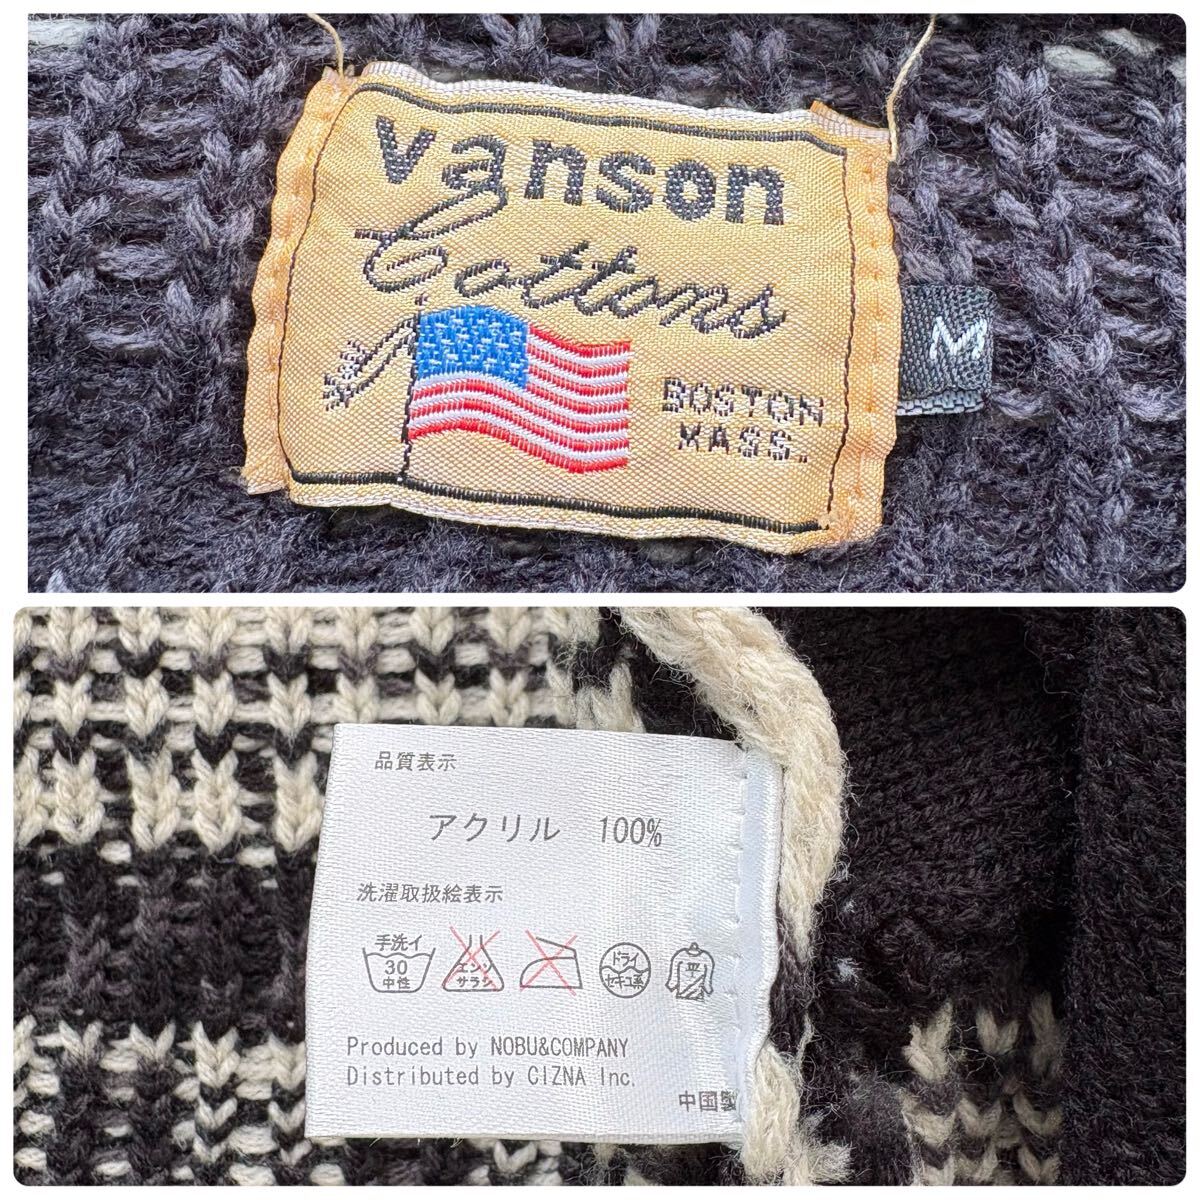 vanson
Cottons
BOSTON
MASS.
M
品質表示
アクリル 100%
洗濯取扱絵表示
手洗イ
30
中性
エンソ
サラシ
ドライ
セキユ系
平
Produced by NOBU&COMPANY
Distributed by CIZNA Inc.
中国製